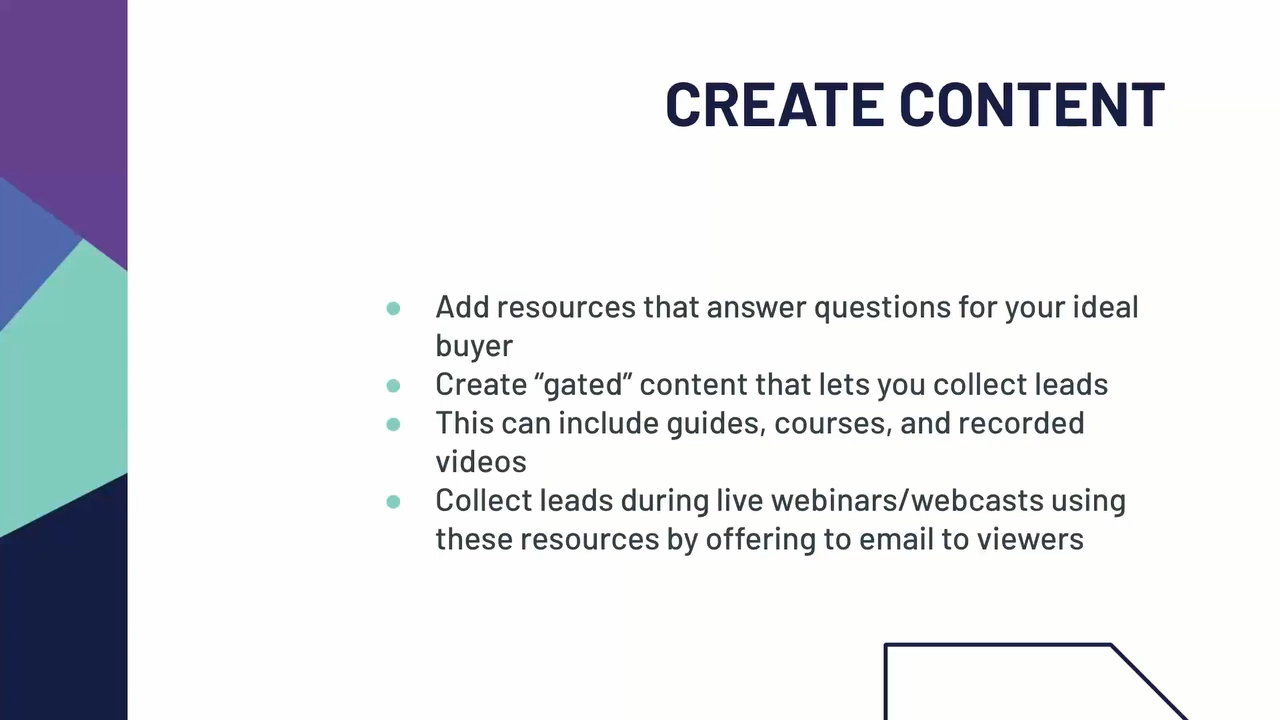 CREATE CONTENT
● Add resources that answer questions for your ideal
buyer
● Create “gated” content that lets you collect leads
● This can include guides, courses, and recorded
videos
● Collect leads during live webinars/webcasts using
these resources by offering to email to viewers